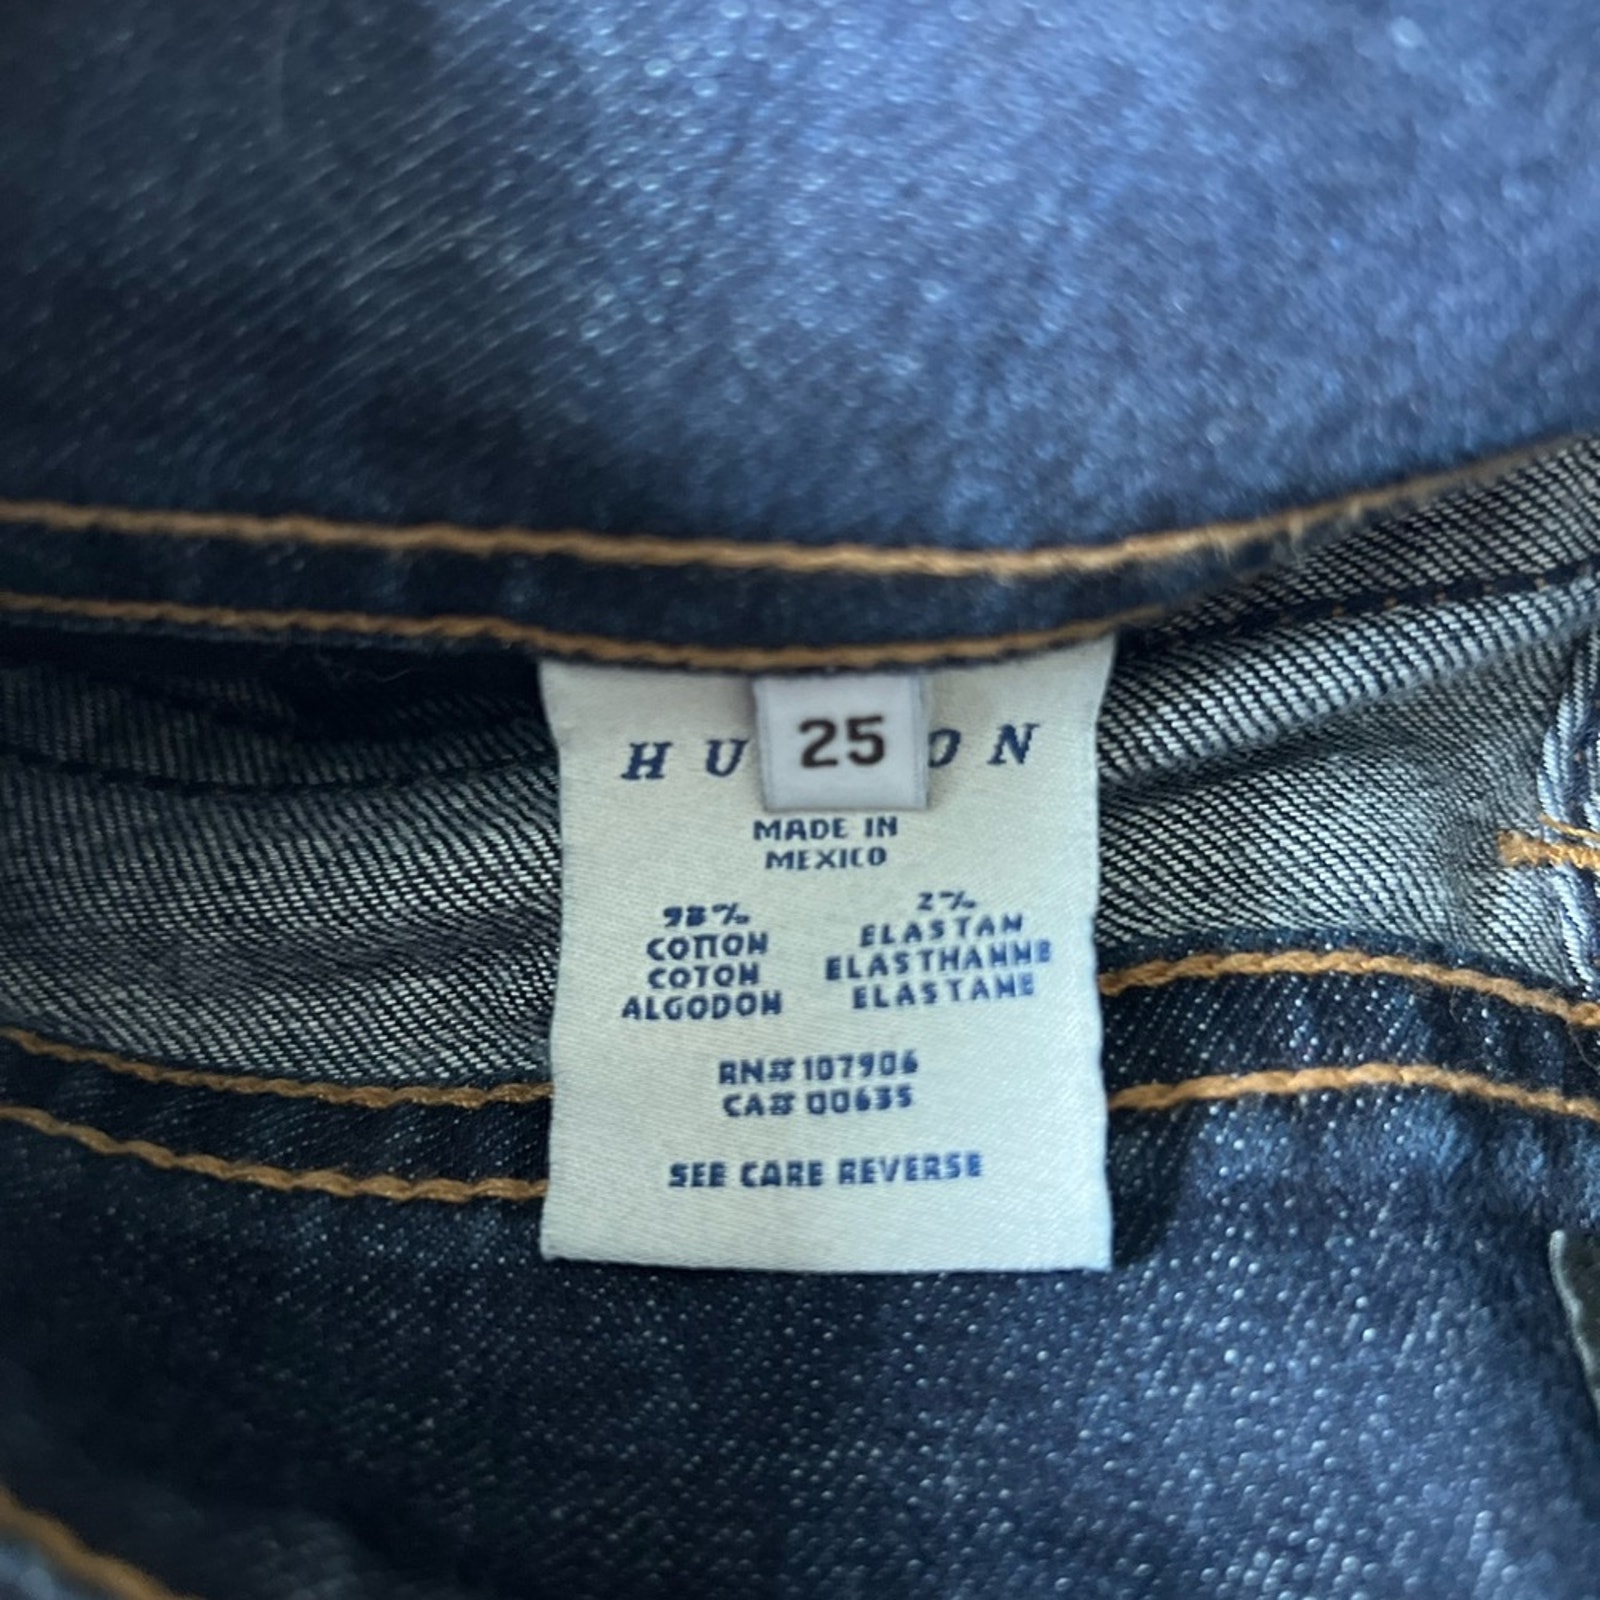 HU ON
25
MADE IN
MEXICO
98%
COTTON
COTON
ALGODON
2%
ELASTAN
ELASTHANNE
ELASTANE
RN# 107906
CA# 00635
SEE CARE REVERSE